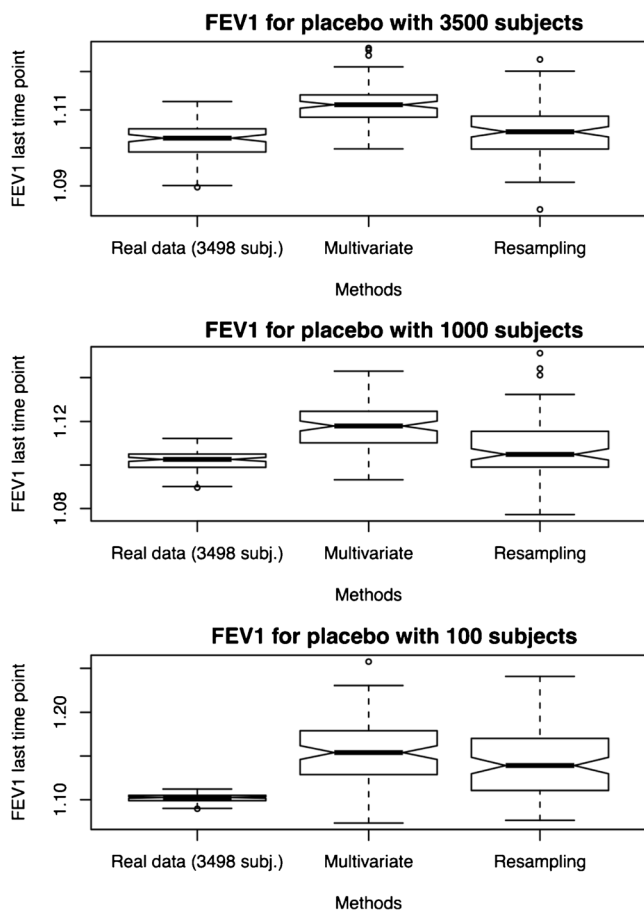 FEV1 for placebo with 3500 subjects
FEV1 last time point
1.11
1.09
Real data (3498 subj.) Multivariate Resampling
Methods
FEV1 for placebo with 1000 subjects
FEV1 last time point
1.12
1.08
Real data (3498 subj.) Multivariate Resampling
Methods
FEV1 for placebo with 100 subjects
FEV1 last time point
1.20
1.10
Real data (3498 subj.) Multivariate Resampling
Methods